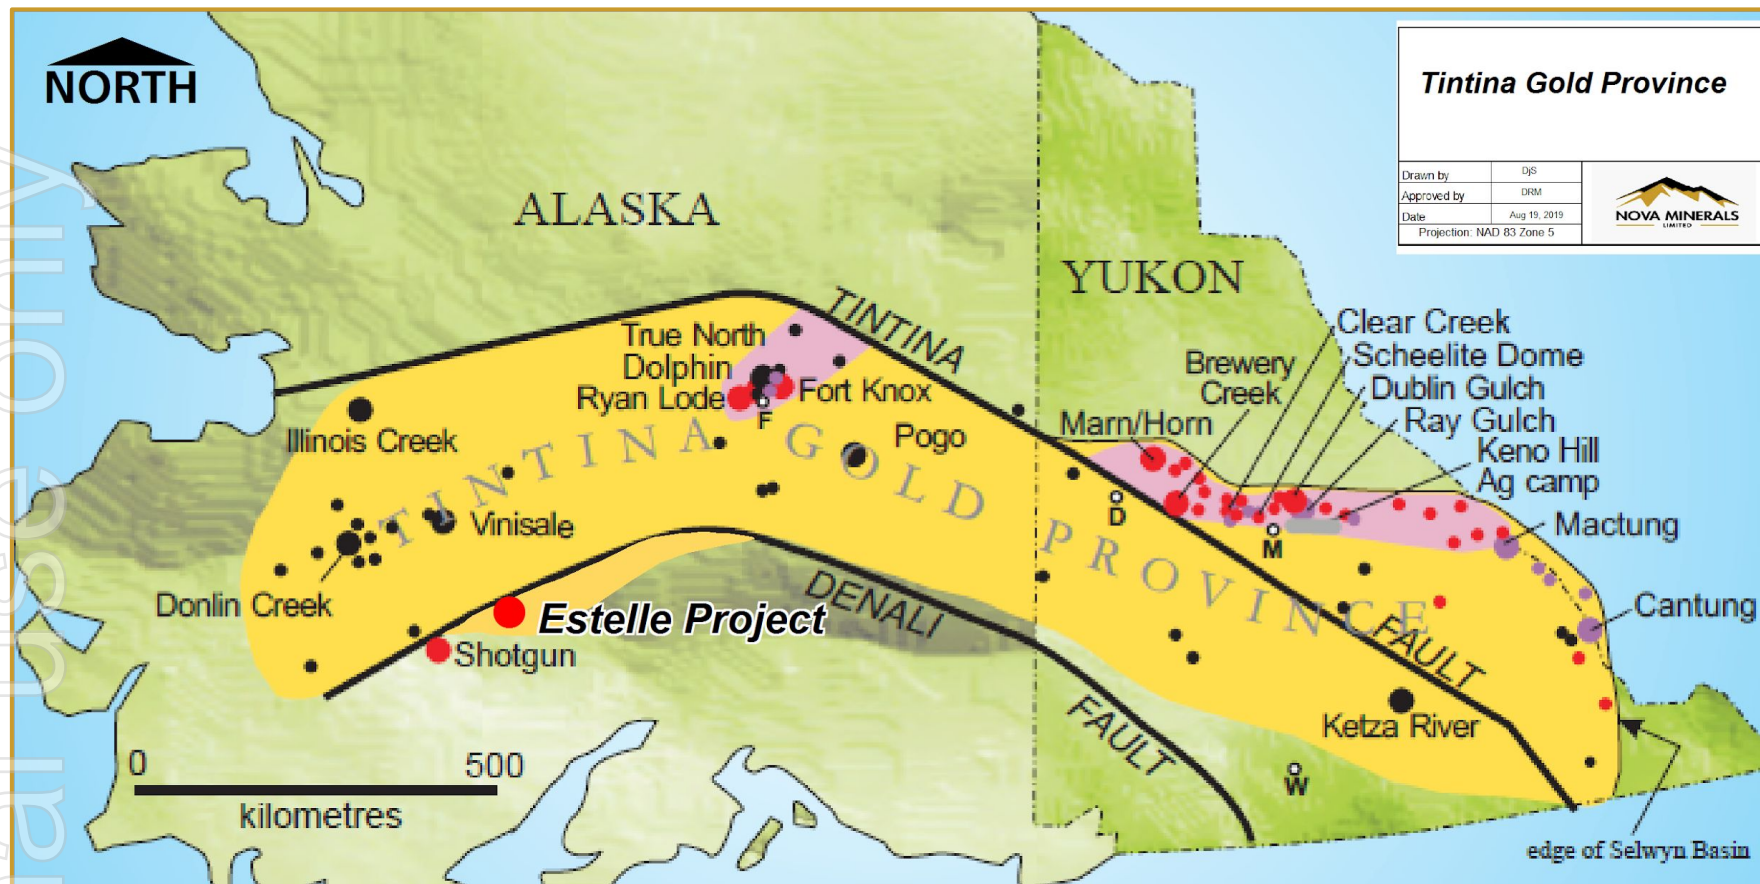 NORTH
Tintina Gold Province
Drawn by
DjS
Approved by
DRM
Date
Aug 19, 2019
Projection: NAD 83 Zone 5
NOVA MINERALS
LIMITED
ALASKA
YUKON
TINTINA
FAULT
True North
Dolphin
Ryan Lode
Fort Knox
F
Illinois Creek
Pogo
TINTINA GOLD PROVINCE
Vinisale
Donlin Creek
Estelle Project
Shotgun
DENALI
FAULT
Clear Creek
Scheelite Dome
Dublin Gulch
Ray Gulch
Keno Hill
Ag camp
Brewery
Creek
Marn/Horn
D
M
Mactung
Cantung
Ketza River
W
0
500
kilometres
edge of Selwyn Basin
use only